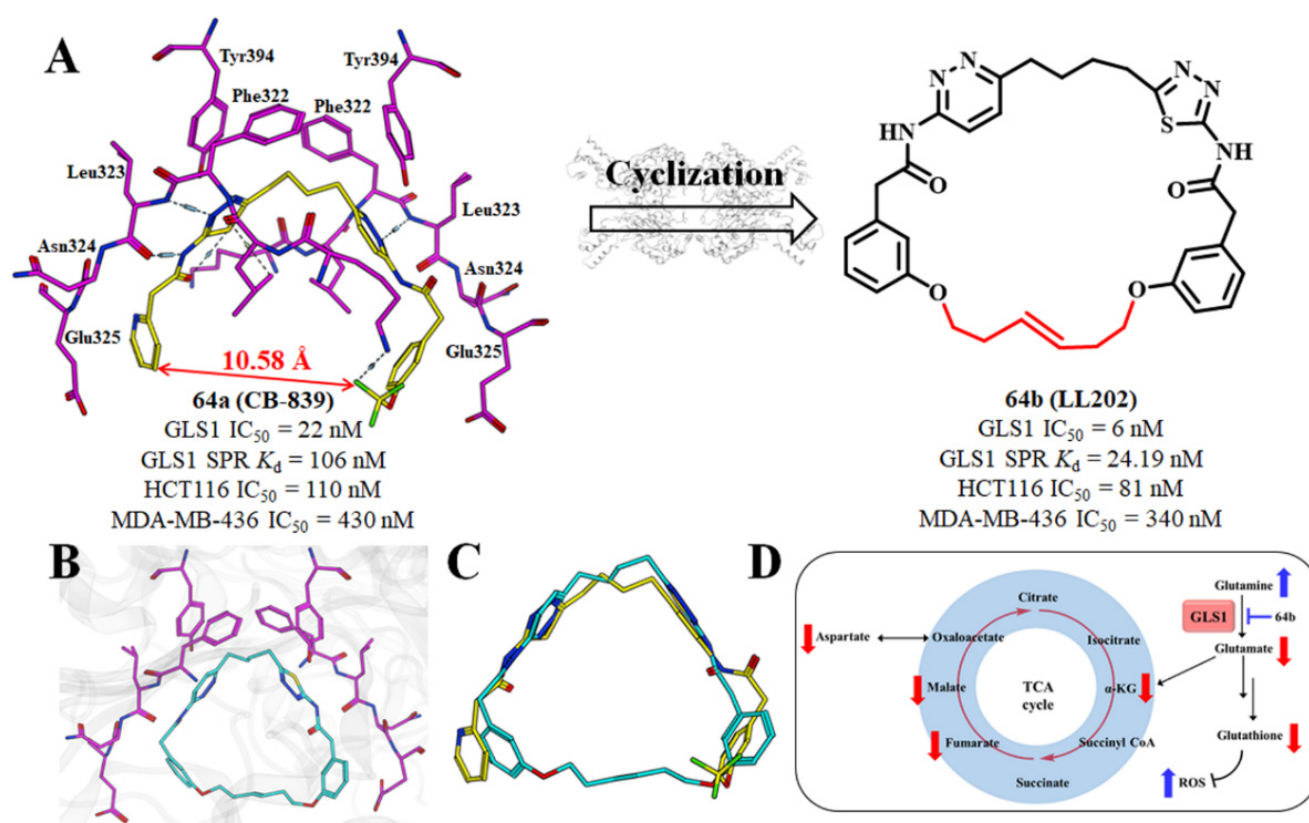 A
Tyr394
Tyr394
Phe322
Phe322
Leu323
Leu323
Asn324
Asn324
Glu325
Glu325
10.58 Å
64a (CB-839)
GLS1 IC50 = 22 nM
GLS1 SPR Kd = 106 nM
HCT116 IC50 = 110 nM
MDA-MB-436 IC50 = 430 nM
Cyclization
N
N
N
N
S
NH
NH
O
O
O
O
64b (LL202)
GLS1 IC50 = 6 nM
GLS1 SPR Kd = 24.19 nM
HCT116 IC50 = 81 nM
MDA-MB-436 IC50 = 340 nM
B
C
D
Citrate
Isocitrate
α-KG
Succinyl CoA
Succinate
Fumarate
Malate
Oxaloacetate
Aspartate
TCA
cycle
Glutamine
GLS1
64b
Glutamate
Glutathione
ROS